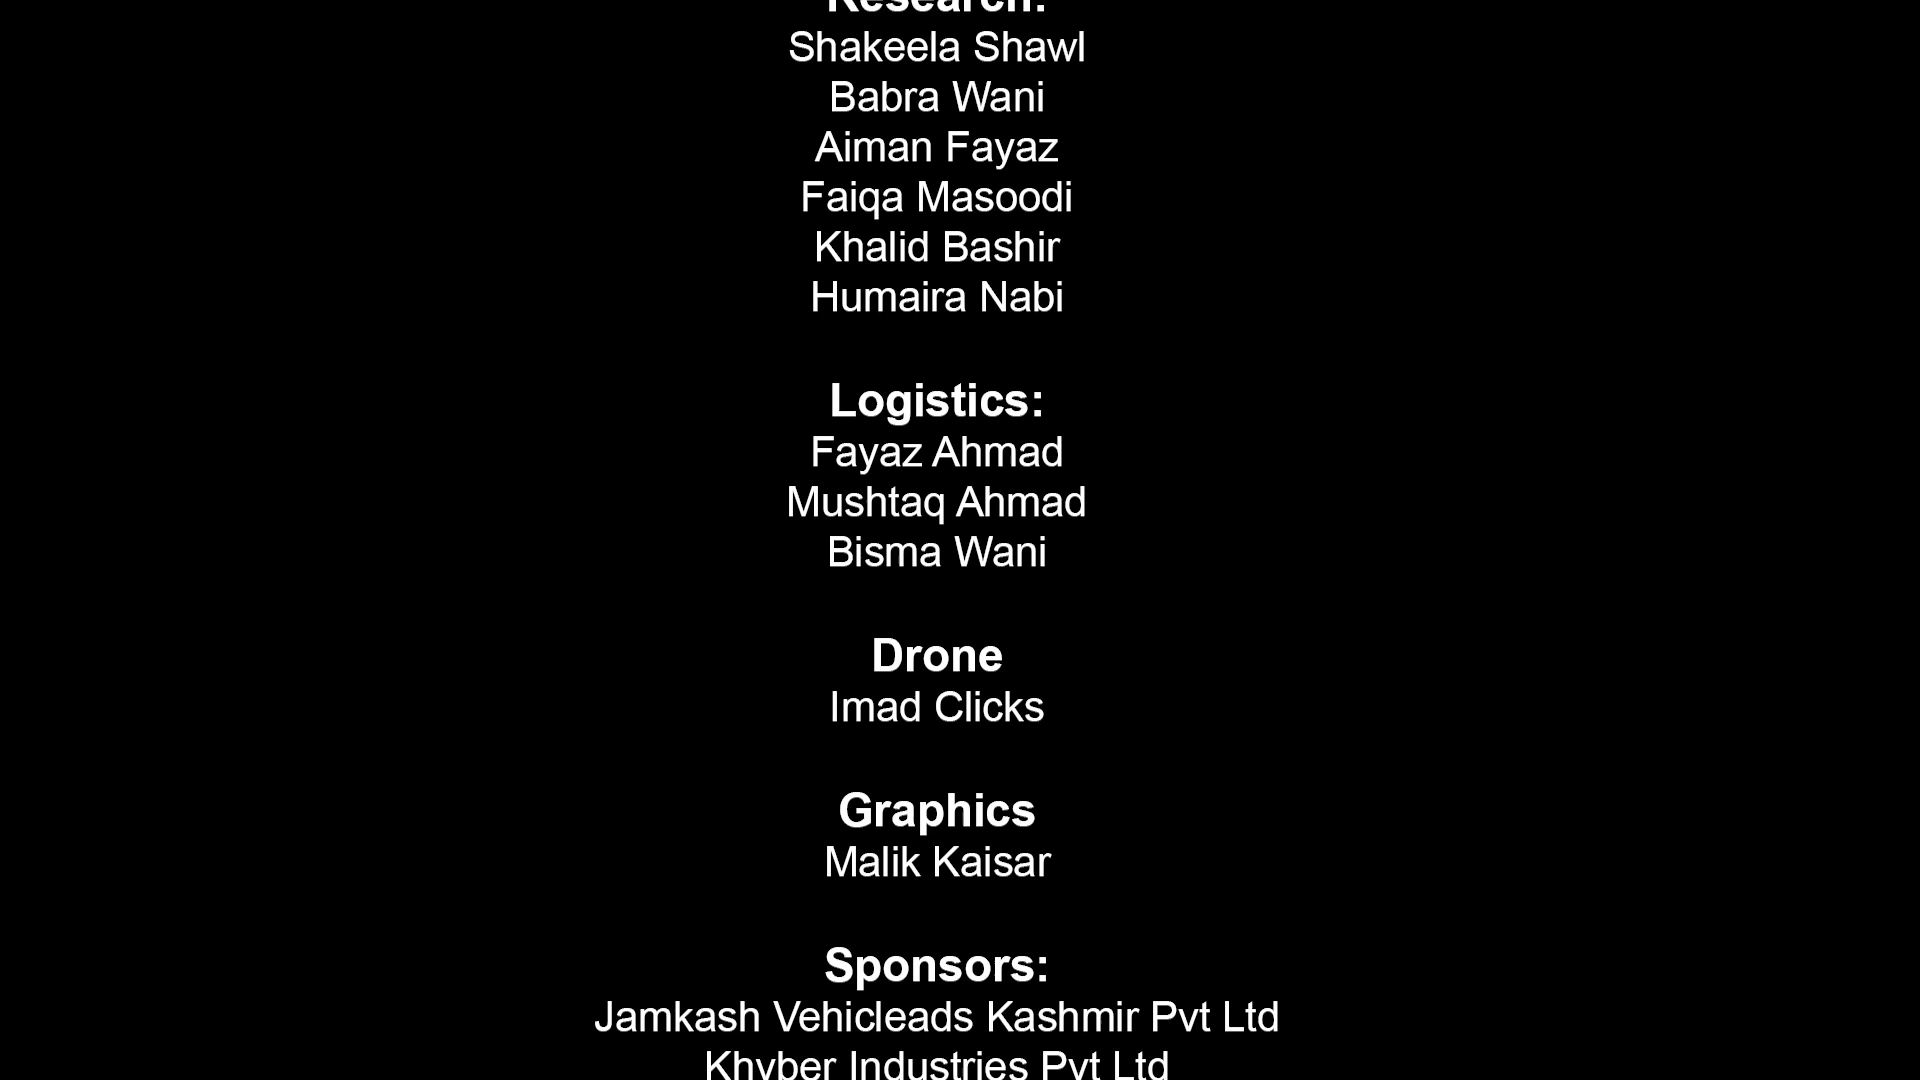 Research:
Shakeela Shawl
Babra Wani
Aiman Fayaz
Faiqa Masoodi
Khalid Bashir
Humaira Nabi
Logistics:
Fayaz Ahmad
Mushtaq Ahmad
Bisma Wani
Drone
Imad Clicks
Graphics
Malik Kaisar
Sponsors:
Jamkash Vehicleads Kashmir Pvt Ltd
Khyber Industries Pvt Ltd